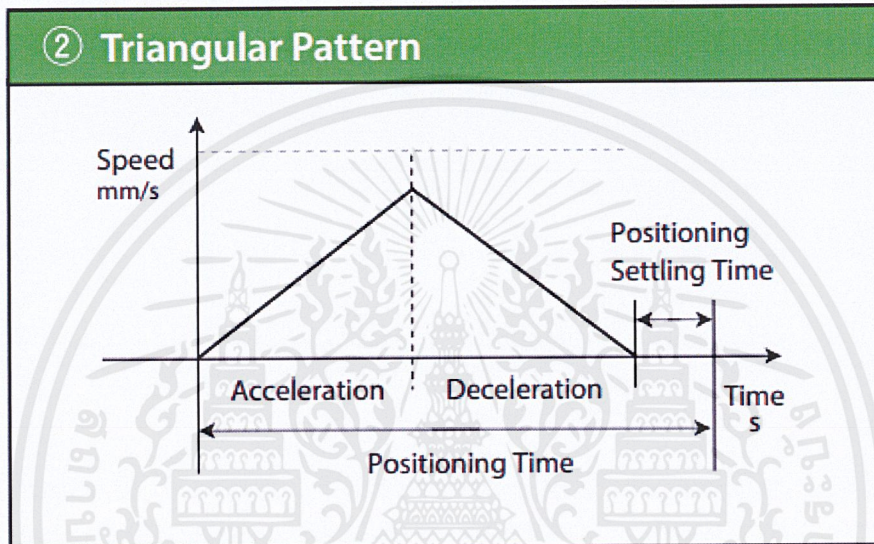 ② Triangular Pattern
Speed
mm/s
Positioning
Settling Time
Acceleration
Deceleration
Time
s
Positioning Time